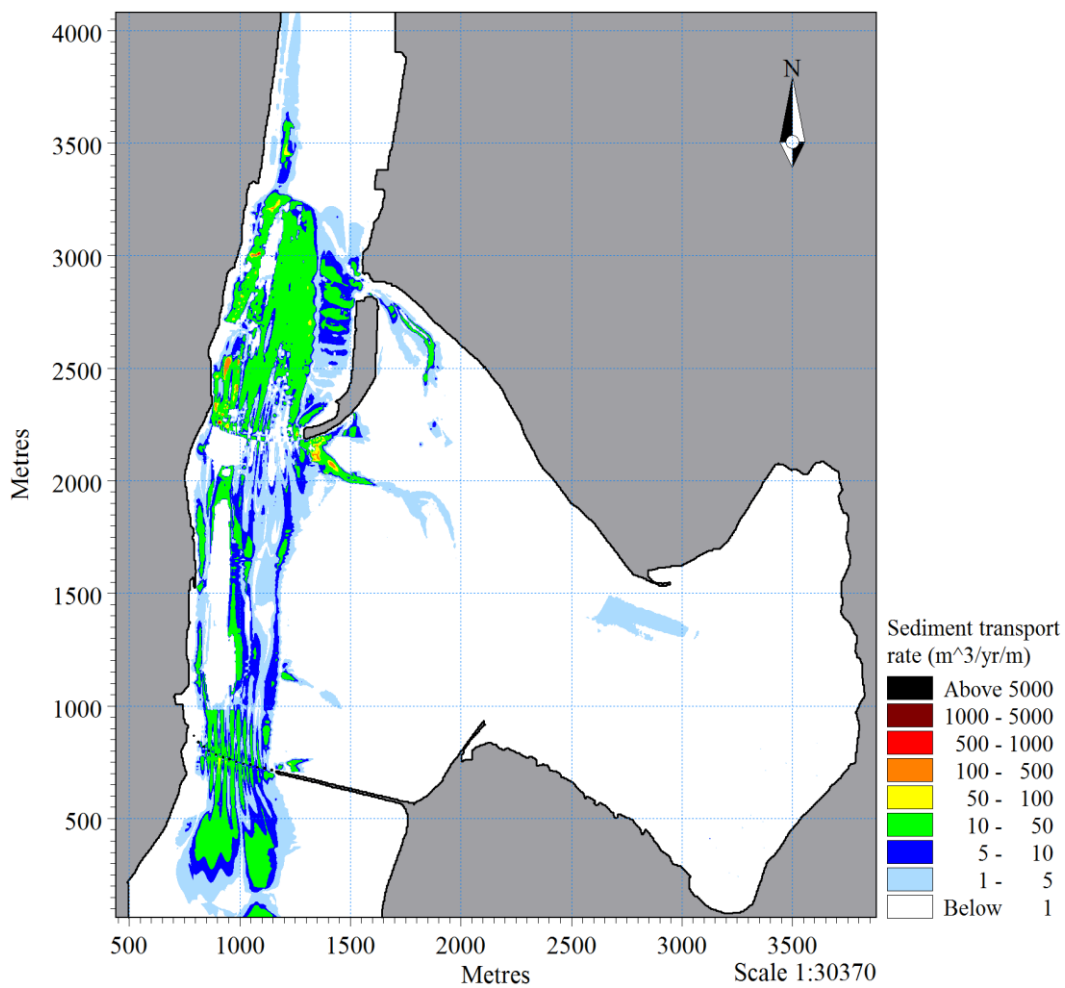 4000
3500
3000
2500
2000
1500
1000
500
Metres
N
500 1000 1500 2000 2500 3000 3500
Metres
Scale 1:30370
Sediment transport
rate (m^3/yr/m)
Above 5000
1000 - 5000
500 - 1000
100 - 500
50 - 100
10 - 50
5 - 10
1 - 5
Below 1